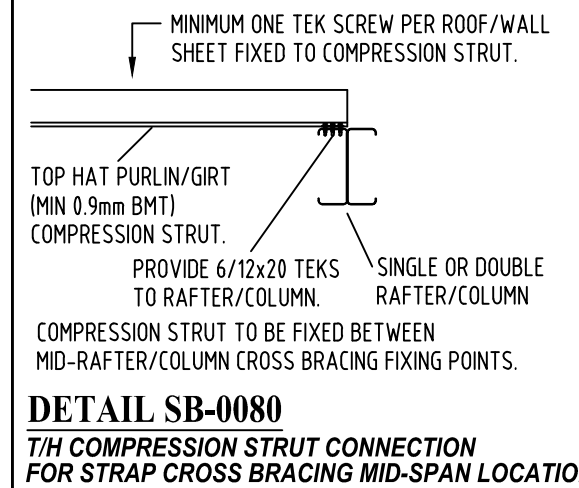 MINIMUM ONE TEK SCREW PER ROOF/WALL
SHEET FIXED TO COMPRESSION STRUT.
TOP HAT PURLIN/GIRT
(MIN 0.9mm BMT)
COMPRESSION STRUT.
PROVIDE 6/12x20 TEKS
TO RAFTER/COLUMN.
SINGLE OR DOUBLE
RAFTER/COLUMN
COMPRESSION STRUT TO BE FIXED BETWEEN
MID-RAFTER/COLUMN CROSS BRACING FIXING POINTS.
DETAIL SB-0080
T/H COMPRESSION STRUT CONNECTION
FOR STRAP CROSS BRACING MID-SPAN LOCATIO